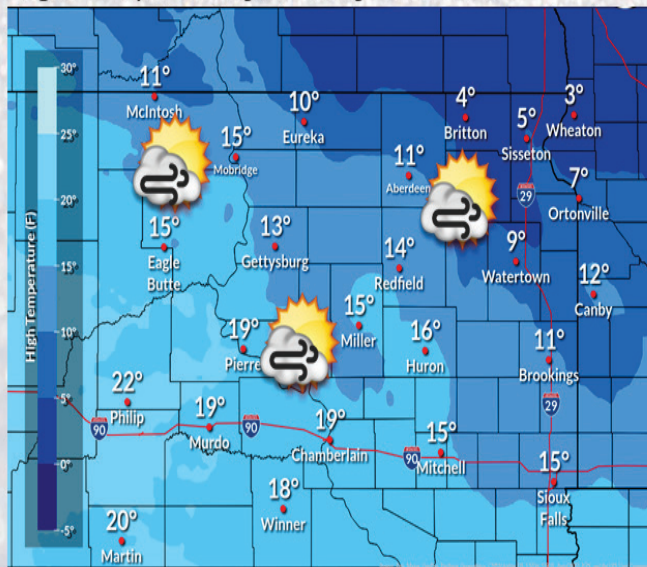 High Temperature (F)
30°
25°
20°
15°
10°
5°
0°
-5°
11°
McIntosh
10°
Eureka
4°
Britton
3°
Wheaton
5°
Sisseton
15°
Mobridge
11°
Aberdeen
29
7°
Ortonville
15°
Eagle
Butte
13°
Gettysburg
14°
Redfield
9°
Watertown
12°
Canby
19°
Pierre
15°
Miller
16°
Huron
11°
Brookings
22°
Philip
29
90
19°
Murdo
90
19°
Chamberlain
90
15°
Mitchell
15°
Sioux
Falls
18°
Winner
20°
Martin